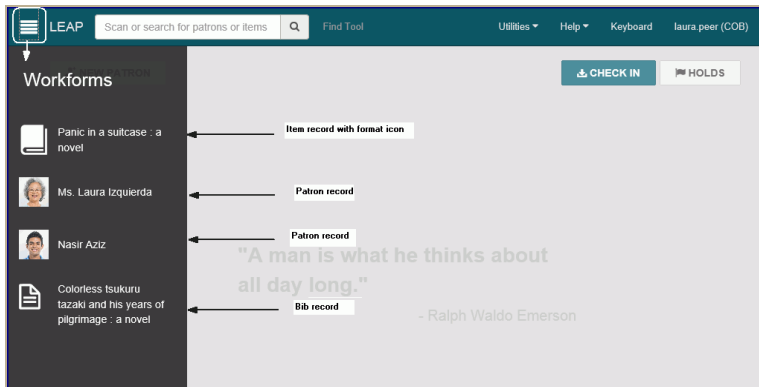 LEAP
Scan or search for patrons or items
Find Tool
Utilities
Help
Keyboard
laura.peer (COB)
NEW PATRON
Workforms
CHECK IN
HOLDS
Panic in a suitcase : a
novel
Item record with format icon
Ms. Laura Izquierda
Patron record
Nasir Aziz
Patron record
"A man is what he thinks about
all day long."
- Ralph Waldo Emerson
Colorless tsukuru
tazaki and his years of
pilgrimage : a novel
Bib record